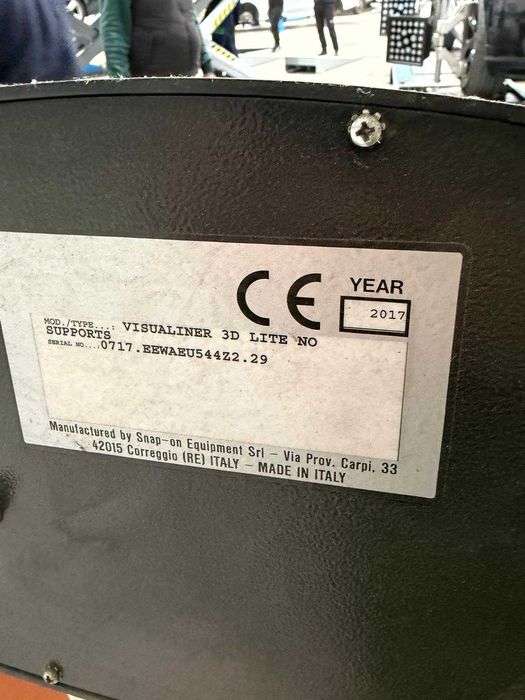 CE
YEAR
2017
MOD./TYPE...: VISUALINER 3D LITE NO
SUPPORTS
SERIAL NO....0717.EEWAEU544Z2.29
Manufactured by Snap-on Equipment Srl - Via Prov. Carpi, 33
42015 Correggio (RE) ITALY - MADE IN ITALY